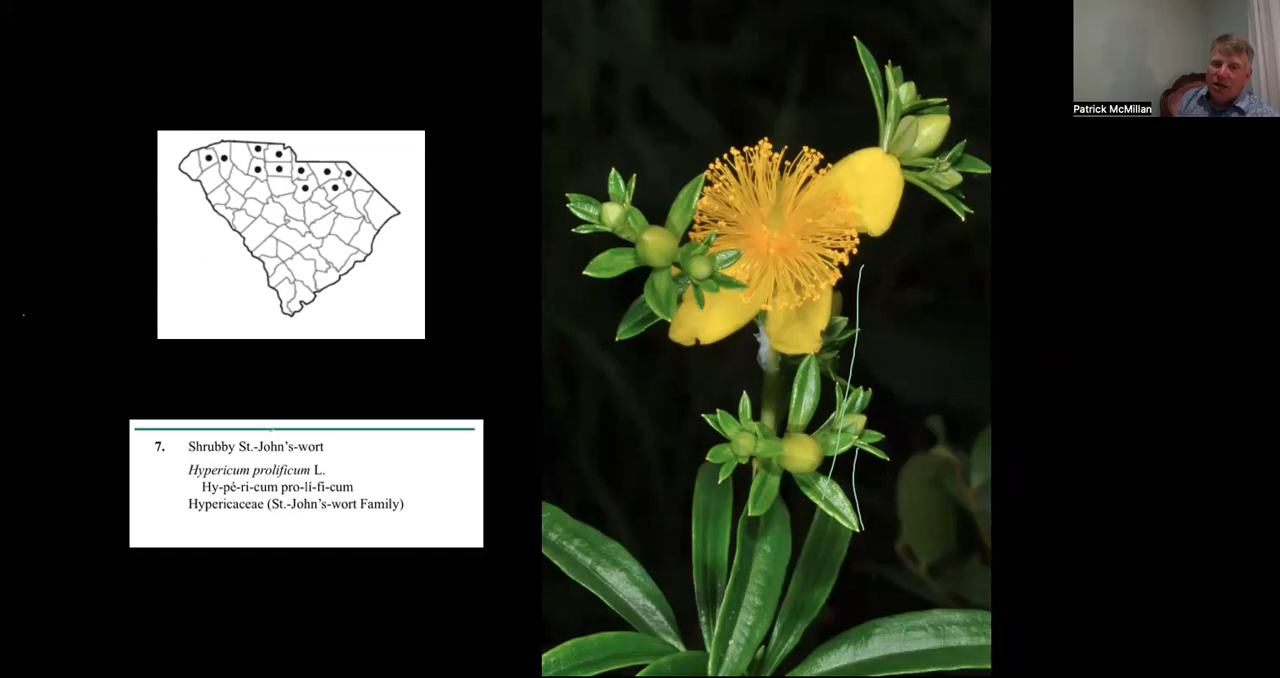 Patrick McMillan
7. Shrubby St.-John's-wort
Hypericum prolificum L.
Hy-pé-ri-cum pro-lí-fi-cum
Hypericaceae (St.-John's-wort Family)